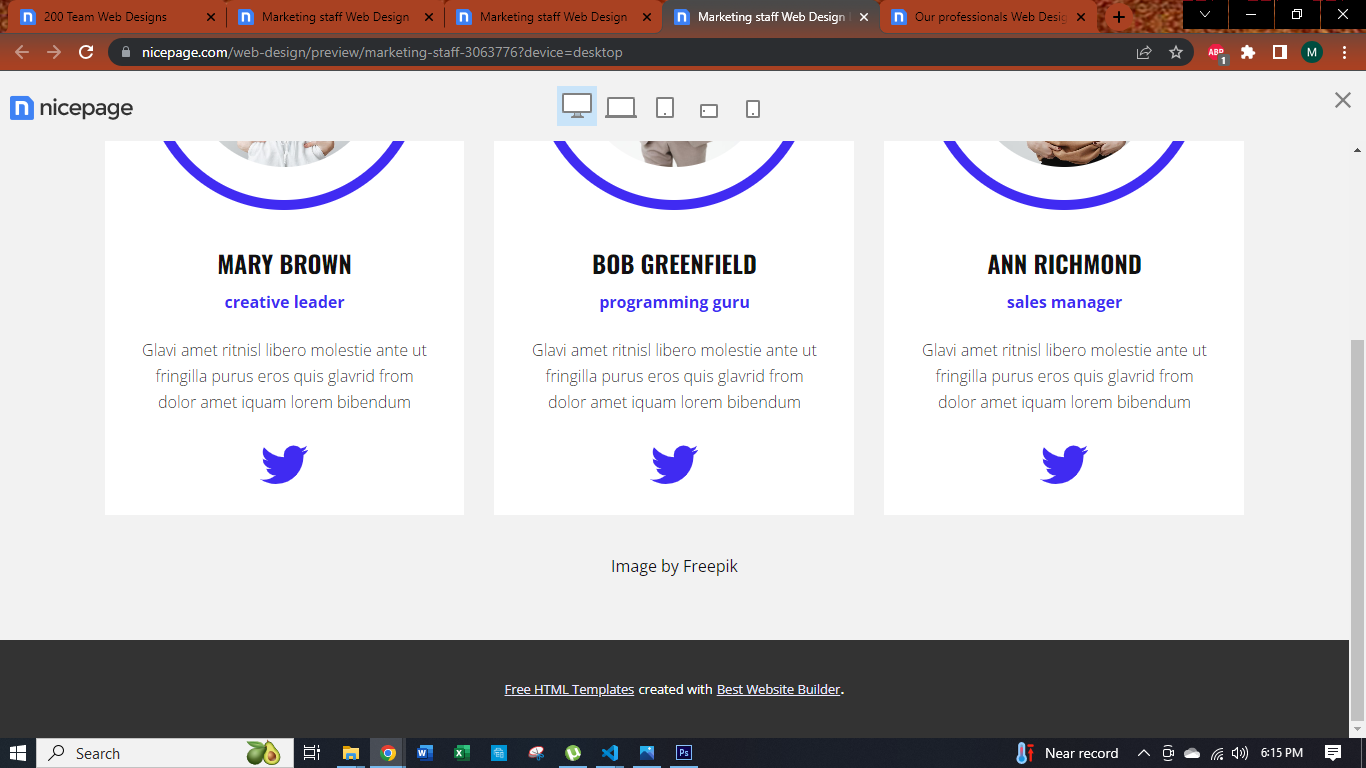 200 Team Web Designs
Marketing staff Web Design
Marketing staff Web Design
Marketing staff Web Design
Our professionals Web Desig
nicepage.com/web-design/preview/marketing-staff-3063776?device=desktop
ABP
1
M
n nicepage
MARY BROWN
creative leader
Glavi amet ritnisl libero molestie ante ut
fringilla purus eros quis glavrid from
dolor amet iquam lorem bibendum
BOB GREENFIELD
programming guru
Glavi amet ritnisl libero molestie ante ut
fringilla purus eros quis glavrid from
dolor amet iquam lorem bibendum
ANN RICHMOND
sales manager
Glavi amet ritnisl libero molestie ante ut
fringilla purus eros quis glavrid from
dolor amet iquam lorem bibendum
Image by Freepik
Free HTML Templates created with Best Website Builder.
Search
Near record
6:15 PM